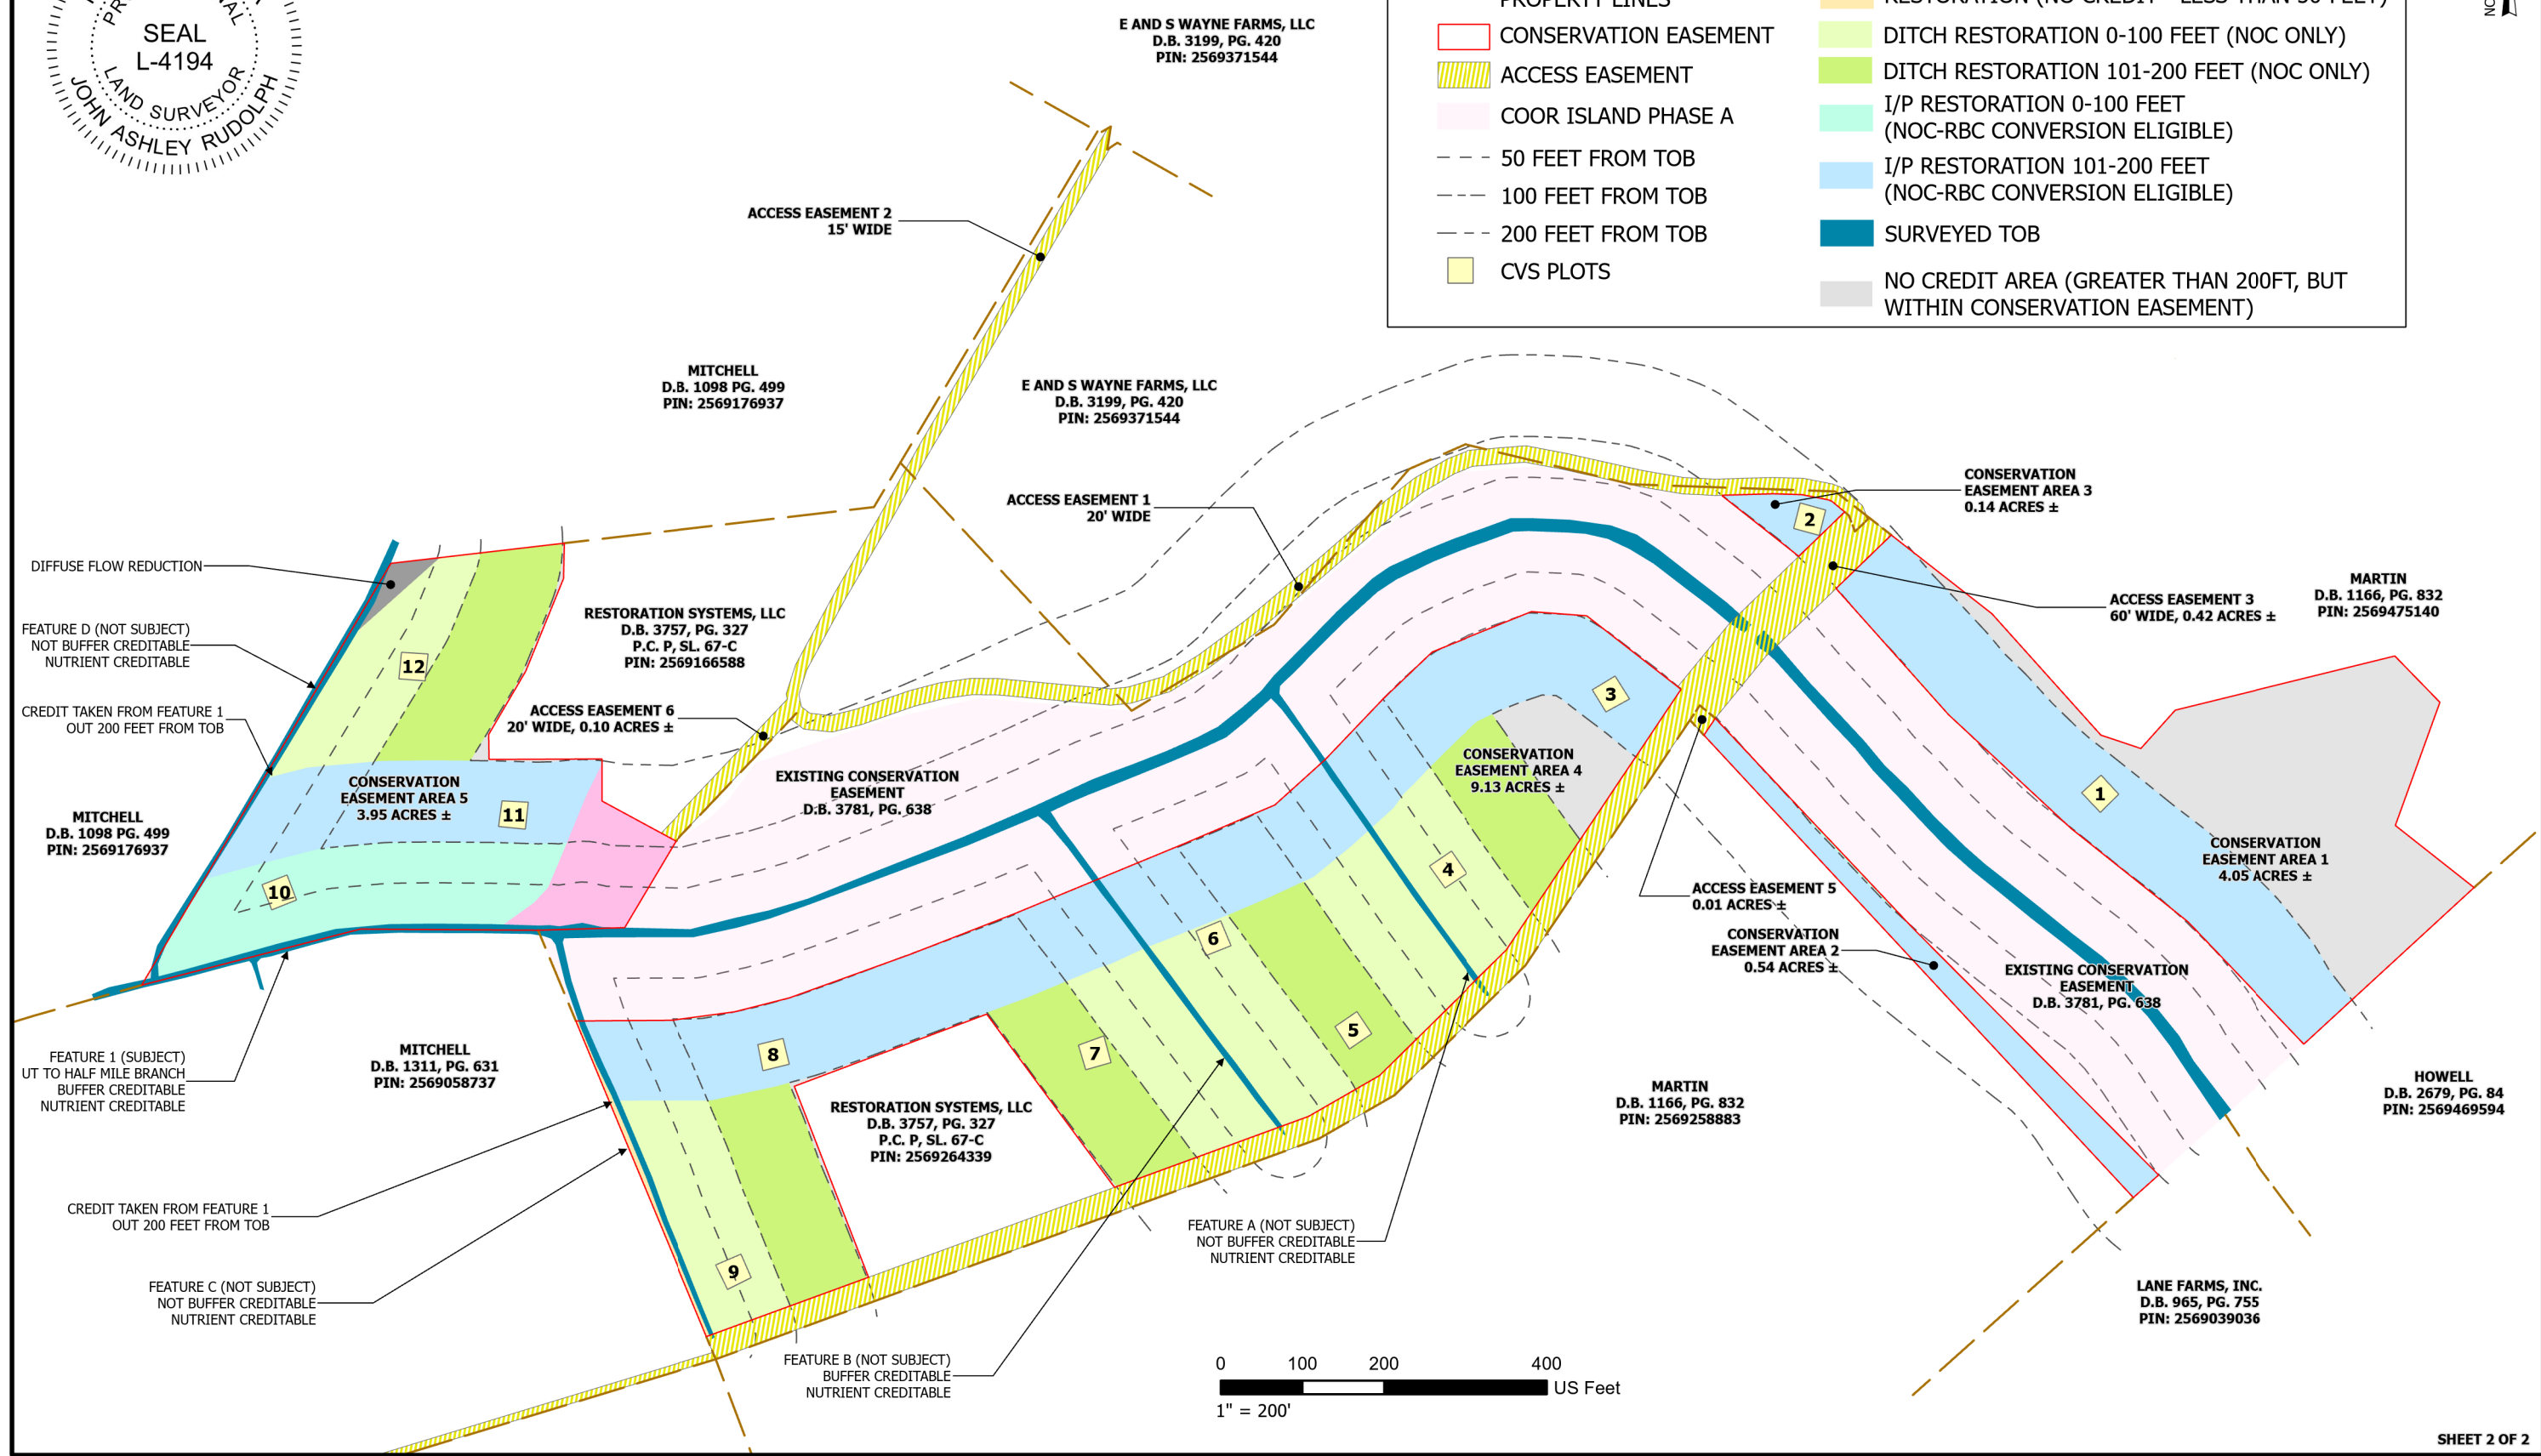 SEAL
L-4194
LAND SURVEYOR
JOHN ASHLEY RUDOLPH
E AND S WAYNE FARMS, LLC
D.B. 3199, PG. 420
PIN: 2569371544
PROPERTY LINES
CONSERVATION EASEMENT
ACCESS EASEMENT
COOR ISLAND PHASE A
50 FEET FROM TOB
100 FEET FROM TOB
200 FEET FROM TOB
CVS PLOTS
DITCH RESTORATION 0-100 FEET (NOC ONLY)
DITCH RESTORATION 101-200 FEET (NOC ONLY)
I/P RESTORATION 0-100 FEET
(NOC-RBC CONVERSION ELIGIBLE)
I/P RESTORATION 101-200 FEET
(NOC-RBC CONVERSION ELIGIBLE)
SURVEYED TOB
NO CREDIT AREA (GREATER THAN 200FT, BUT
WITHIN CONSERVATION EASEMENT)
ACCESS EASEMENT 2
15' WIDE
MITCHELL
D.B. 1098 PG. 499
PIN: 2569176937
E AND S WAYNE FARMS, LLC
D.B. 3199, PG. 420
PIN: 2569371544
ACCESS EASEMENT 1
20' WIDE
CONSERVATION
EASEMENT AREA 3
0.14 ACRES ±
2
DIFFUSE FLOW REDUCTION
MARTIN
D.B. 1166, PG. 832
PIN: 2569475140
ACCESS EASEMENT 3
60' WIDE, 0.42 ACRES ±
RESTORATION SYSTEMS, LLC
D.B. 3757, PG. 327
P.C. P, SL. 67-C
PIN: 2569166588
FEATURE D (NOT SUBJECT)
NOT BUFFER CREDITABLE
NUTRIENT CREDITABLE
12
3
CREDIT TAKEN FROM FEATURE 1
OUT 200 FEET FROM TOB
ACCESS EASEMENT 6
20' WIDE, 0.10 ACRES ±
CONSERVATION
EASEMENT AREA 4
9.13 ACRES ±
CONSERVATION
EASEMENT AREA 5
3.95 ACRES ±
11
EXISTING CONSERVATION
EASEMENT
D.B. 3781, PG. 638
1
MITCHELL
D.B. 1098 PG. 499
PIN: 2569176937
CONSERVATION
EASEMENT AREA 1
4.05 ACRES ±
10
4
ACCESS EASEMENT 5
0.01 ACRES ±
6
CONSERVATION
EASEMENT AREA 2
0.54 ACRES ±
EXISTING CONSERVATION
EASEMENT
D.B. 3781, PG. 638
5
7
8
FEATURE 1 (SUBJECT)
UT TO HALF MILE BRANCH
BUFFER CREDITABLE
NUTRIENT CREDITABLE
MITCHELL
D.B. 1311, PG. 631
PIN: 2569058737
RESTORATION SYSTEMS, LLC
D.B. 3757, PG. 327
P.C. P, SL. 67-C
PIN: 2569264339
MARTIN
D.B. 1166, PG. 832
PIN: 2569258883
HOWELL
D.B. 2679, PG. 84
PIN: 2569469594
CREDIT TAKEN FROM FEATURE 1
OUT 200 FEET FROM TOB
FEATURE A (NOT SUBJECT)
NOT BUFFER CREDITABLE
NUTRIENT CREDITABLE
9
FEATURE C (NOT SUBJECT)
NOT BUFFER CREDITABLE
NUTRIENT CREDITABLE
LANE FARMS, INC.
D.B. 965, PG. 755
PIN: 2569039036
FEATURE B (NOT SUBJECT)
BUFFER CREDITABLE
NUTRIENT CREDITABLE
0 100 200 400
US Feet
1" = 200'
SHEET 2 OF 2